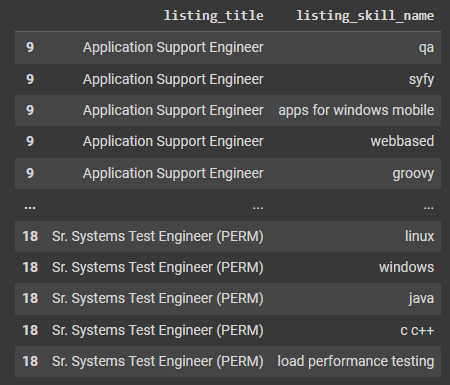 listing_title listing_skill_name
9 Application Support Engineer qa
9 Application Support Engineer syfy
9 Application Support Engineer apps for windows mobile
9 Application Support Engineer webbased
9 Application Support Engineer groovy
... ... ...
18 Sr. Systems Test Engineer (PERM) linux
18 Sr. Systems Test Engineer (PERM) windows
18 Sr. Systems Test Engineer (PERM) java
18 Sr. Systems Test Engineer (PERM) c c++
18 Sr. Systems Test Engineer (PERM) load performance testing